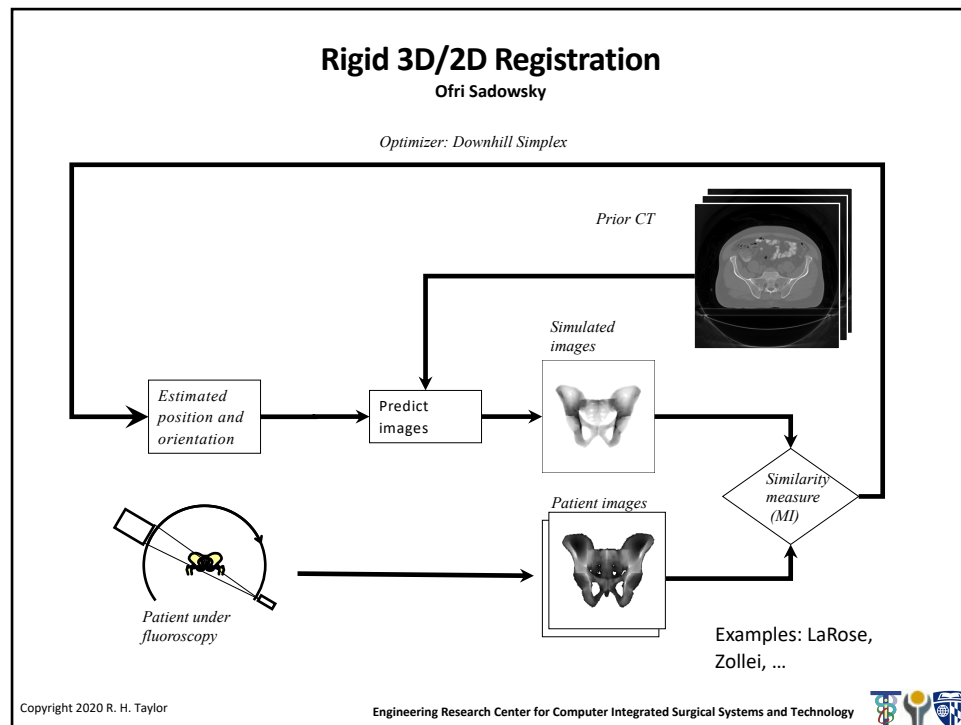 Rigid 3D/2D Registration
Ofri Sadowsky
Optimizer: Downhill Simplex
Prior CT
Simulated
images
Estimated
position and
orientation
Predict
images
Similarity
measure
(MI)
Patient images
Patient under
fluoroscopy
Examples: LaRose,
Zollei, ...
Copyright 2020 R. H. Taylor
Engineering Research Center for Computer Integrated Surgical Systems and Technology